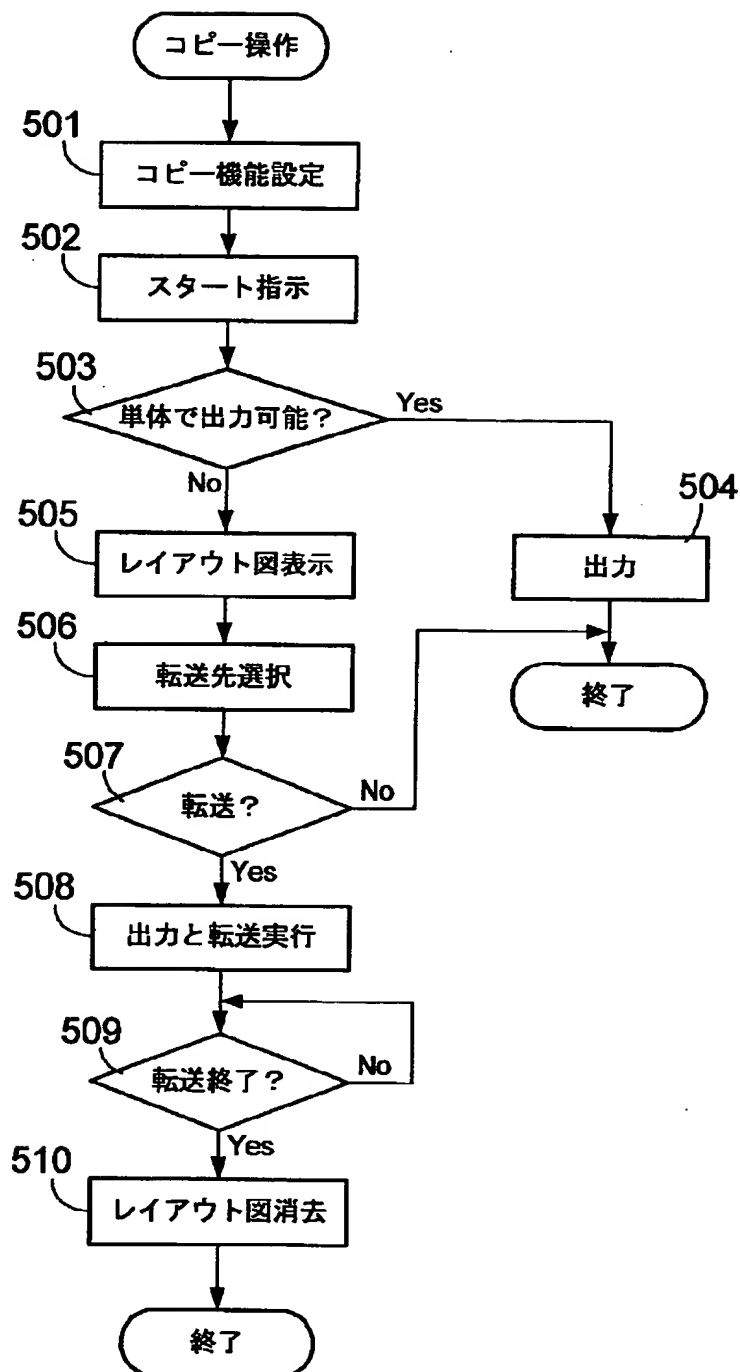 コピー操作
501
コピー機能設定
502
スタート指示
503
単体で出力可能?
Yes
No
504
出力
505
レイアウト図表示
506
転送先選択
終了
507
転送?
No
Yes
508
出力と転送実行
509
転送終了?
No
Yes
510
レイアウト図消去
終了